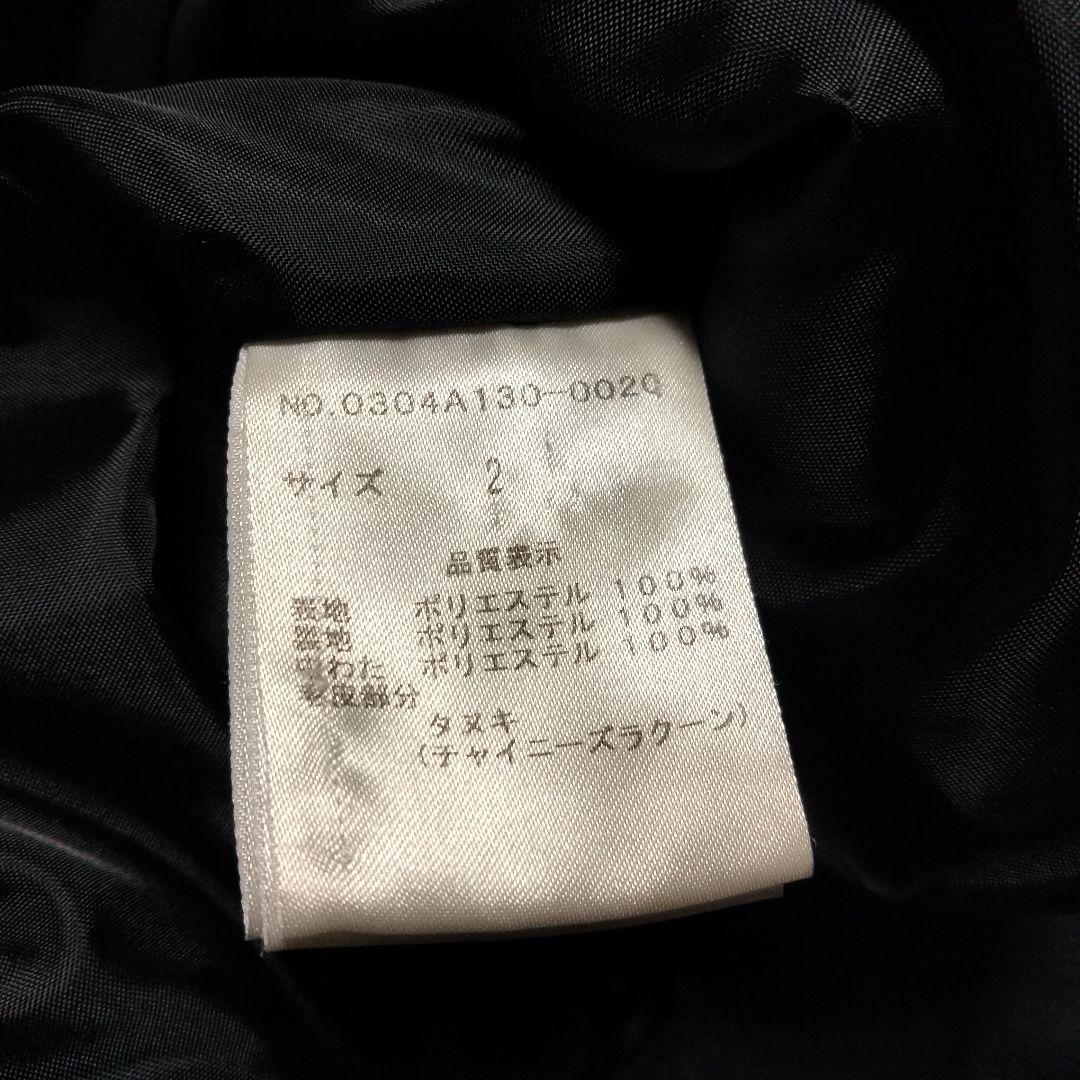 NO.0304A130-002Q
サイズ 2
品質表示
表地 ポリエステル 100%
裏地 ポリエステル 100%
中わた ポリエステル 100%
毛皮部分
タヌキ
(チャイニーズラクーン)